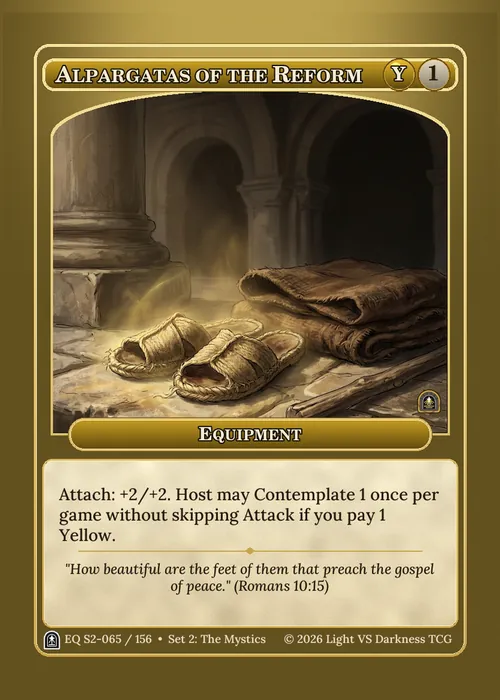 Alpargatas of the Reform Y 1
Equipment
Attach: +2/+2. Host may Contemplate 1 once per
game without skipping Attack if you pay 1
Yellow.
"How beautiful are the feet of them that preach the gospel
of peace." (Romans 10:15)
EQ S2-065 / 156 • Set 2: The Mystics © 2026 Light VS Darkness TCG